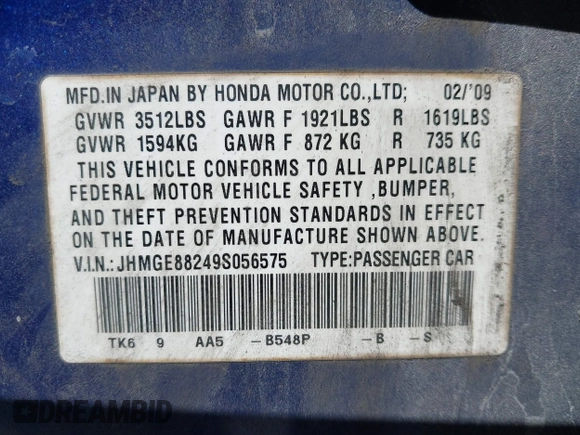 MFD.IN JAPAN BY HONDA MOTOR CO.,LTD; 02/'09
GVWR 3512LBS GAWR F 1921LBS R 1619LBS
GVWR 1594KG GAWR F 872 KG R 735 KG
THIS VEHICLE CONFORMS TO ALL APPLICABLE
FEDERAL MOTOR VEHICLE SAFETY ,BUMPER,
AND THEFT PREVENTION STANDARDS IN EFFECT
ON THE DATE OF MANUFACTURE SHOWN ABOVE.
V.I.N.: JHMGE88249S056575 TYPE:PASSENGER CAR
TK6 9 AA5 -B548P -B -S
DREAMBID